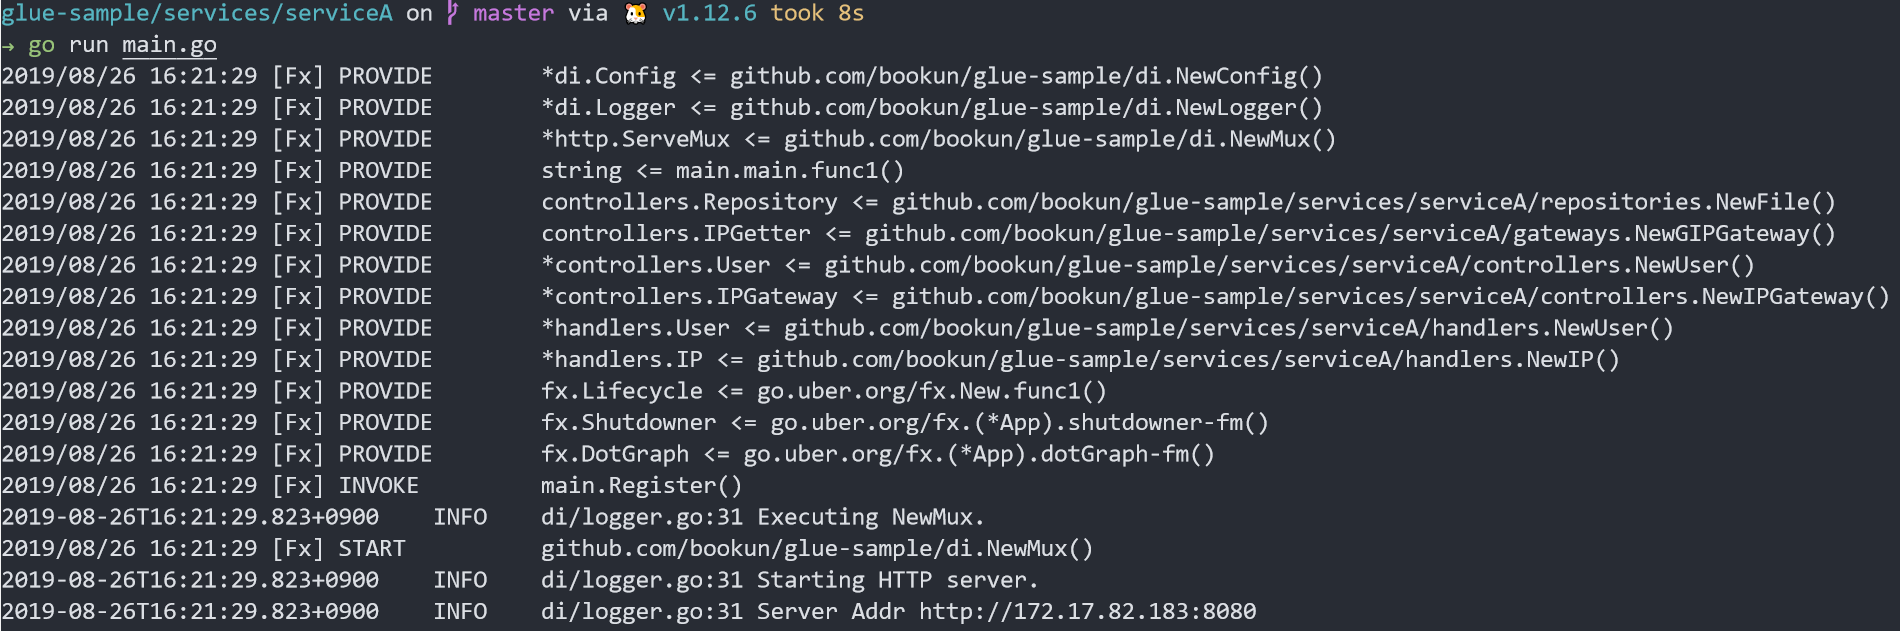 glue-sample/services/serviceA on master via 🐹 v1.12.6 took 8s
→ go run main.go
2019/08/26 16:21:29 [Fx] PROVIDE *di.Config <= github.com/bookun/glue-sample/di.NewConfig()
2019/08/26 16:21:29 [Fx] PROVIDE *di.Logger <= github.com/bookun/glue-sample/di.NewLogger()
2019/08/26 16:21:29 [Fx] PROVIDE *http.ServeMux <= github.com/bookun/glue-sample/di.NewMux()
2019/08/26 16:21:29 [Fx] PROVIDE string <= main.main.func1()
2019/08/26 16:21:29 [Fx] PROVIDE controllers.Repository <= github.com/bookun/glue-sample/services/serviceA/repositories.NewFile()
2019/08/26 16:21:29 [Fx] PROVIDE controllers.IPGetter <= github.com/bookun/glue-sample/services/serviceA/gateways.NewGIPGateway()
2019/08/26 16:21:29 [Fx] PROVIDE *controllers.User <= github.com/bookun/glue-sample/services/serviceA/controllers.NewUser()
2019/08/26 16:21:29 [Fx] PROVIDE *controllers.IPGateway <= github.com/bookun/glue-sample/services/serviceA/controllers.NewIPGateway()
2019/08/26 16:21:29 [Fx] PROVIDE *handlers.User <= github.com/bookun/glue-sample/services/serviceA/handlers.NewUser()
2019/08/26 16:21:29 [Fx] PROVIDE *handlers.IP <= github.com/bookun/glue-sample/services/serviceA/handlers.NewIP()
2019/08/26 16:21:29 [Fx] PROVIDE fx.Lifecycle <= go.uber.org/fx.New.func1()
2019/08/26 16:21:29 [Fx] PROVIDE fx.Shutdowner <= go.uber.org/fx.(*App).shutdowner-fm()
2019/08/26 16:21:29 [Fx] PROVIDE fx.DotGraph <= go.uber.org/fx.(*App).dotGraph-fm()
2019/08/26 16:21:29 [Fx] INVOKE main.Register()
2019-08-26T16:21:29.823+0900 INFO di/logger.go:31 Executing NewMux.
2019/08/26 16:21:29 [Fx] START github.com/bookun/glue-sample/di.NewMux()
2019-08-26T16:21:29.823+0900 INFO di/logger.go:31 Starting HTTP server.
2019-08-26T16:21:29.823+0900 INFO di/logger.go:31 Server Addr http://172.17.82.183:8080